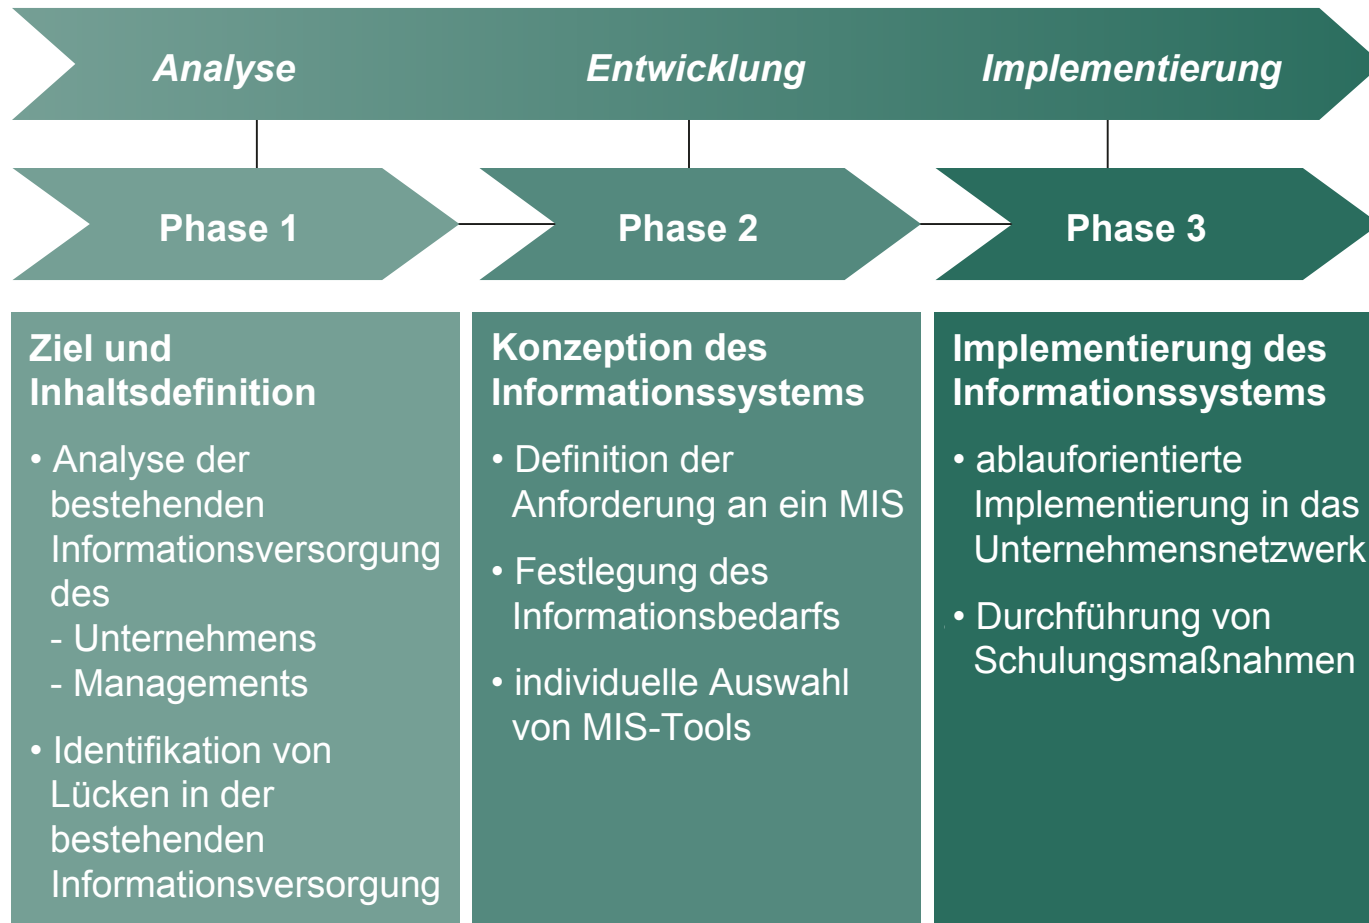 Analyse
Entwicklung
Implementierung
Phase 1
Phase 2
Phase 3
Ziel und
Inhaltsdefinition
• Analyse der
bestehenden
Informationsversorgung
des
- Unternehmens
- Managements
• Identifikation von
Lücken in der
bestehenden
Informationsversorgung
Konzeption des
Informationssystems
• Definition der
Anforderung an ein MIS
• Festlegung des
Informationsbedarfs
• individuelle Auswahl
von MIS-Tools
Implementierung des
Informationssystems
• ablauforientierte
Implementierung in das
Unternehmensnetzwerk
• Durchführung von
Schulungsmaßnahmen